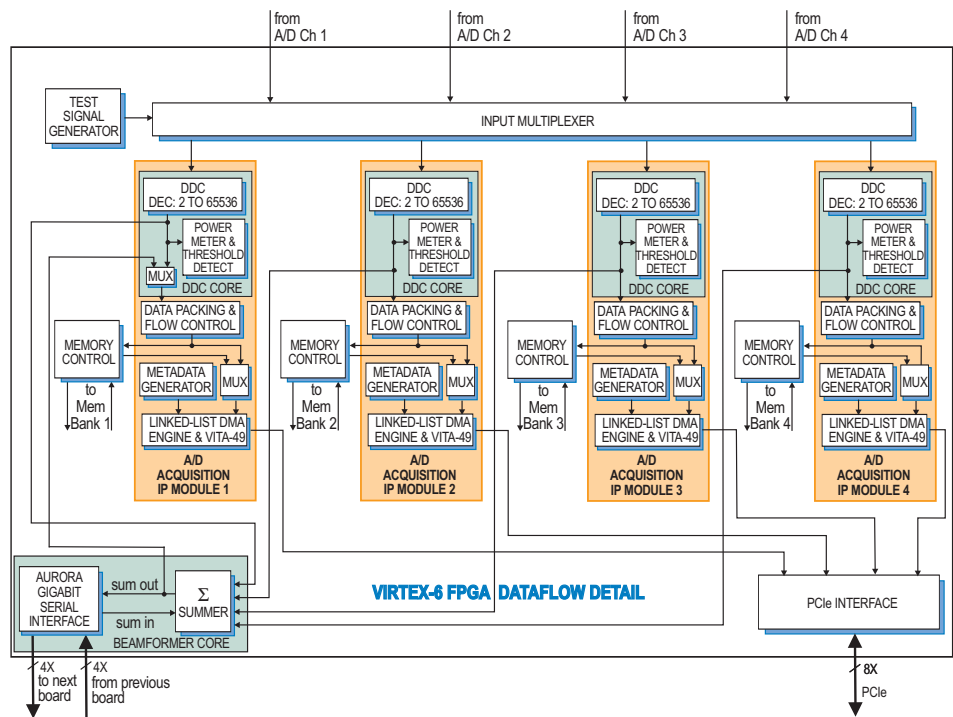 from
A/D Ch 1
from
A/D Ch 2
from
A/D Ch 3
from
A/D Ch 4
TEST
SIGNAL
GENERATOR
INPUT MULTIPLEXER
DDC
DEC: 2 TO 65536
POWER
METER &
THRESHOLD
DETECT
MUX
DDC CORE
DATA PACKING &
FLOW CONTROL
MEMORY
CONTROL
METADATA
GENERATOR
MUX
to
Mem
Bank 1
LINKED-LIST DMA
ENGINE & VITA-49
A/D
ACQUISITION
IP MODULE 1
DDC
DEC: 2 TO 65536
POWER
METER &
THRESHOLD
DETECT
DDC CORE
DATA PACKING &
FLOW CONTROL
MEMORY
CONTROL
METADATA
GENERATOR
MUX
to
Mem
Bank 2
LINKED-LIST DMA
ENGINE & VITA-49
A/D
ACQUISITION
IP MODULE 2
DDC
DEC: 2 TO 65536
POWER
METER &
THRESHOLD
DETECT
DDC CORE
DATA PACKING &
FLOW CONTROL
MEMORY
CONTROL
METADATA
GENERATOR
MUX
to
Mem
Bank 3
LINKED-LIST DMA
ENGINE & VITA-49
A/D
ACQUISITION
IP MODULE 3
DDC
DEC: 2 TO 65536
POWER
METER &
THRESHOLD
DETECT
DDC CORE
DATA PACKING &
FLOW CONTROL
MEMORY
CONTROL
METADATA
GENERATOR
MUX
to
Mem
Bank 4
LINKED-LIST DMA
ENGINE & VITA-49
A/D
ACQUISITION
IP MODULE 4
AURORA
GIGABIT
SERIAL
INTERFACE
sum out
sum in
Σ
SUMMER
BEAMFORMER CORE
VIRTEX-6 FPGA DATAFLOW DETAIL
PCIe INTERFACE
4X
to next
board
4X
from previous
board
8X
PCIe